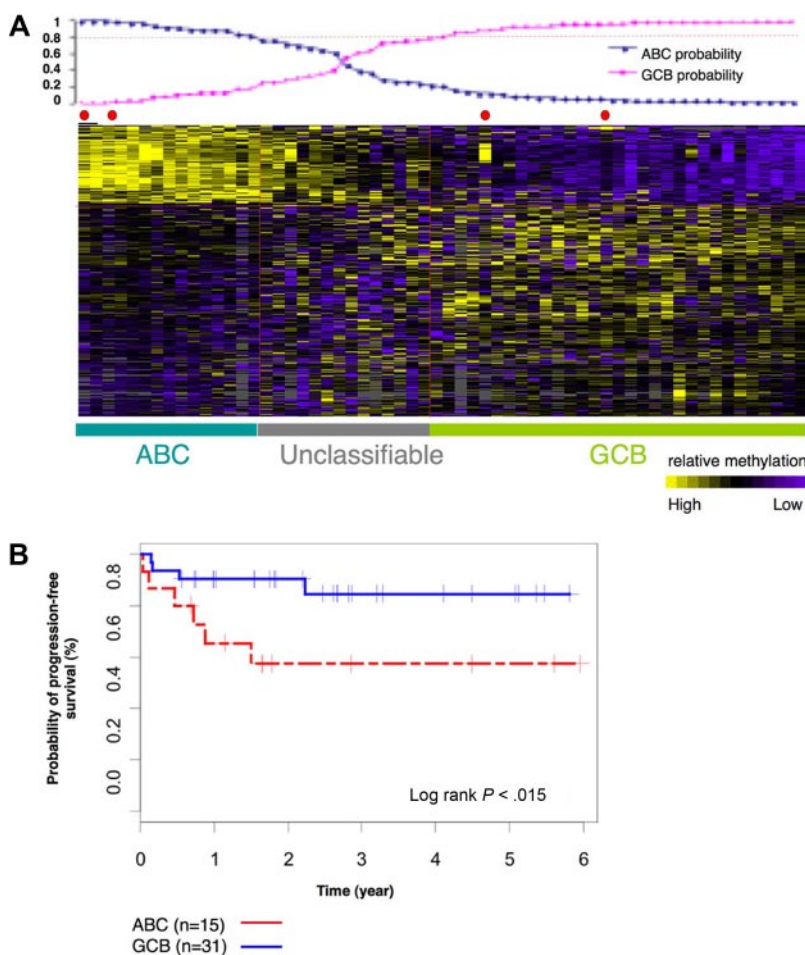 A
1
0.8
0.6
0.4
0.2
0
ABC probability
GCB probability
ABC
Unclassifiable
GCB
relative methylation
High Low
B
Probability of progression-free
survival (%)
0.8
0.6
0.4
0.2
0.0
Log rank P < .015
0 1 2 3 4 5 6
Time (year)
ABC (n=15)
GCB (n=31)